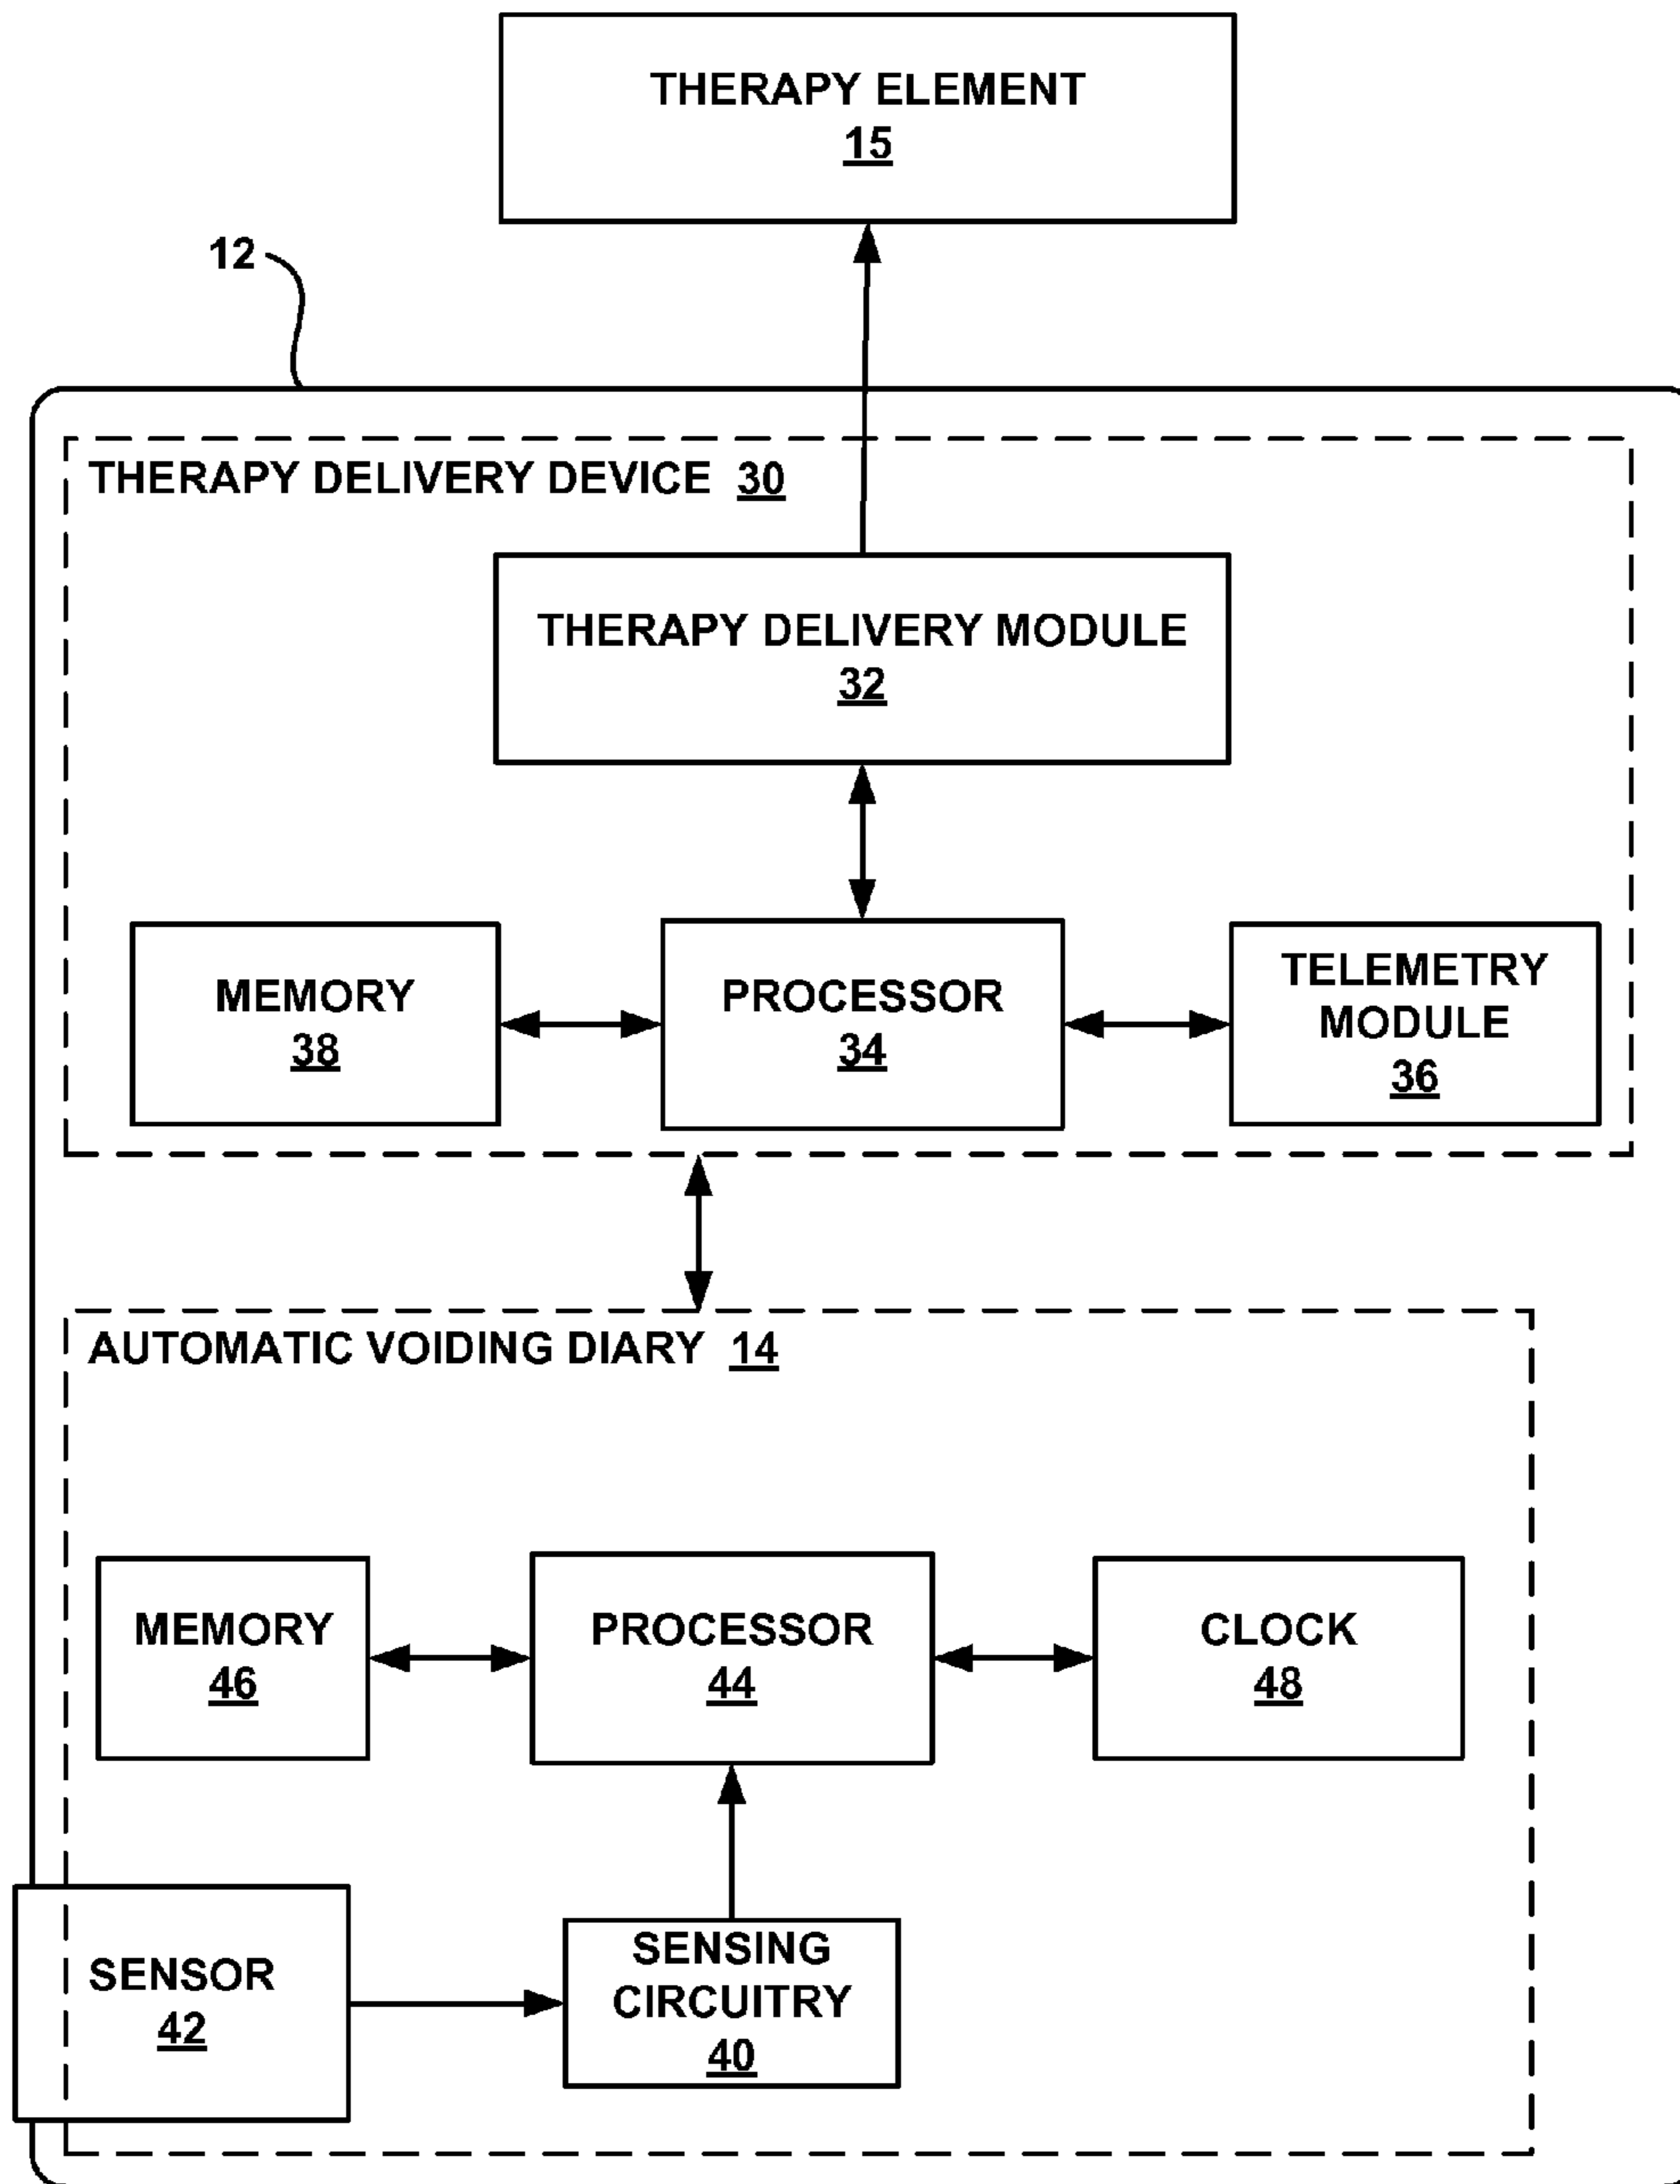 THERAPY ELEMENT
15
12
THERAPY DELIVERY DEVICE 30
THERAPY DELIVERY MODULE
32
MEMORY
38
PROCESSOR
34
TELEMETRY
MODULE
36
AUTOMATIC VOIDING DIARY 14
MEMORY
46
PROCESSOR
44
CLOCK
48
SENSOR
42
SENSING
CIRCUITRY
40